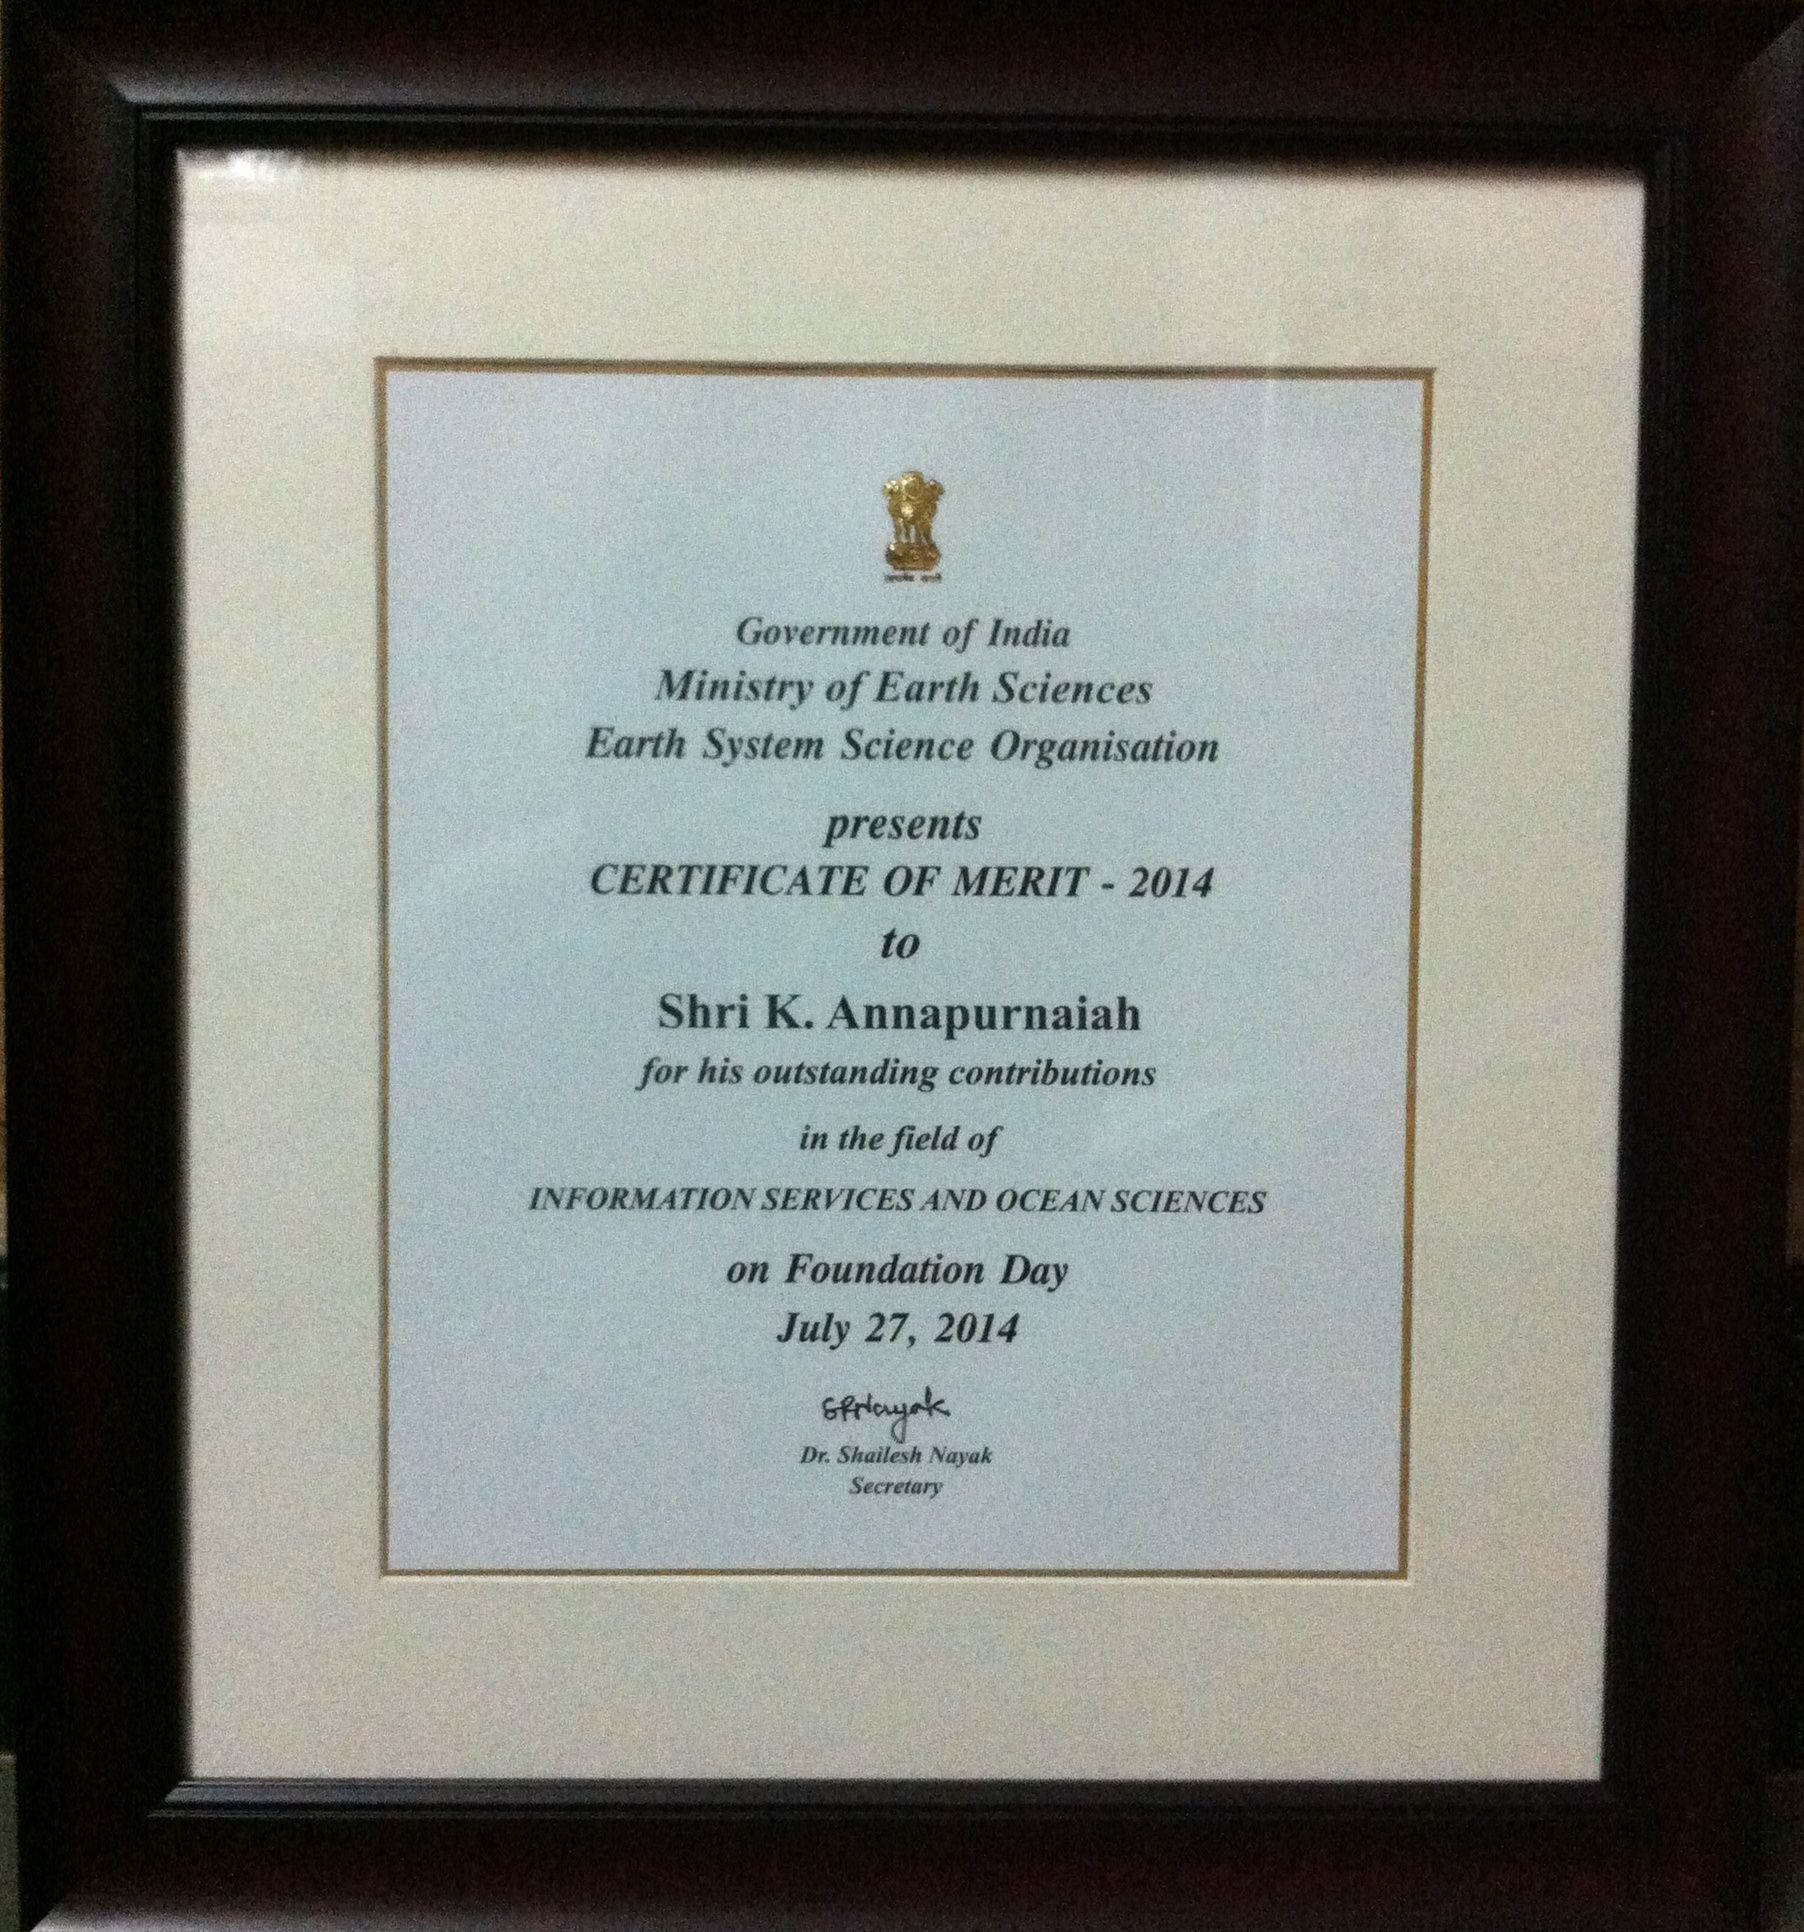 Government of India
Ministry of Earth Sciences
Earth System Science Organisation
presents
CERTIFICATE OF MERIT - 2014
to
Shri K. Annapurnaiah
for his outstanding contributions
in the field of
INFORMATION SERVICES AND OCEAN SCIENCES
on Foundation Day
July 27, 2014
Dr. Shailesh Nayak
Secretary